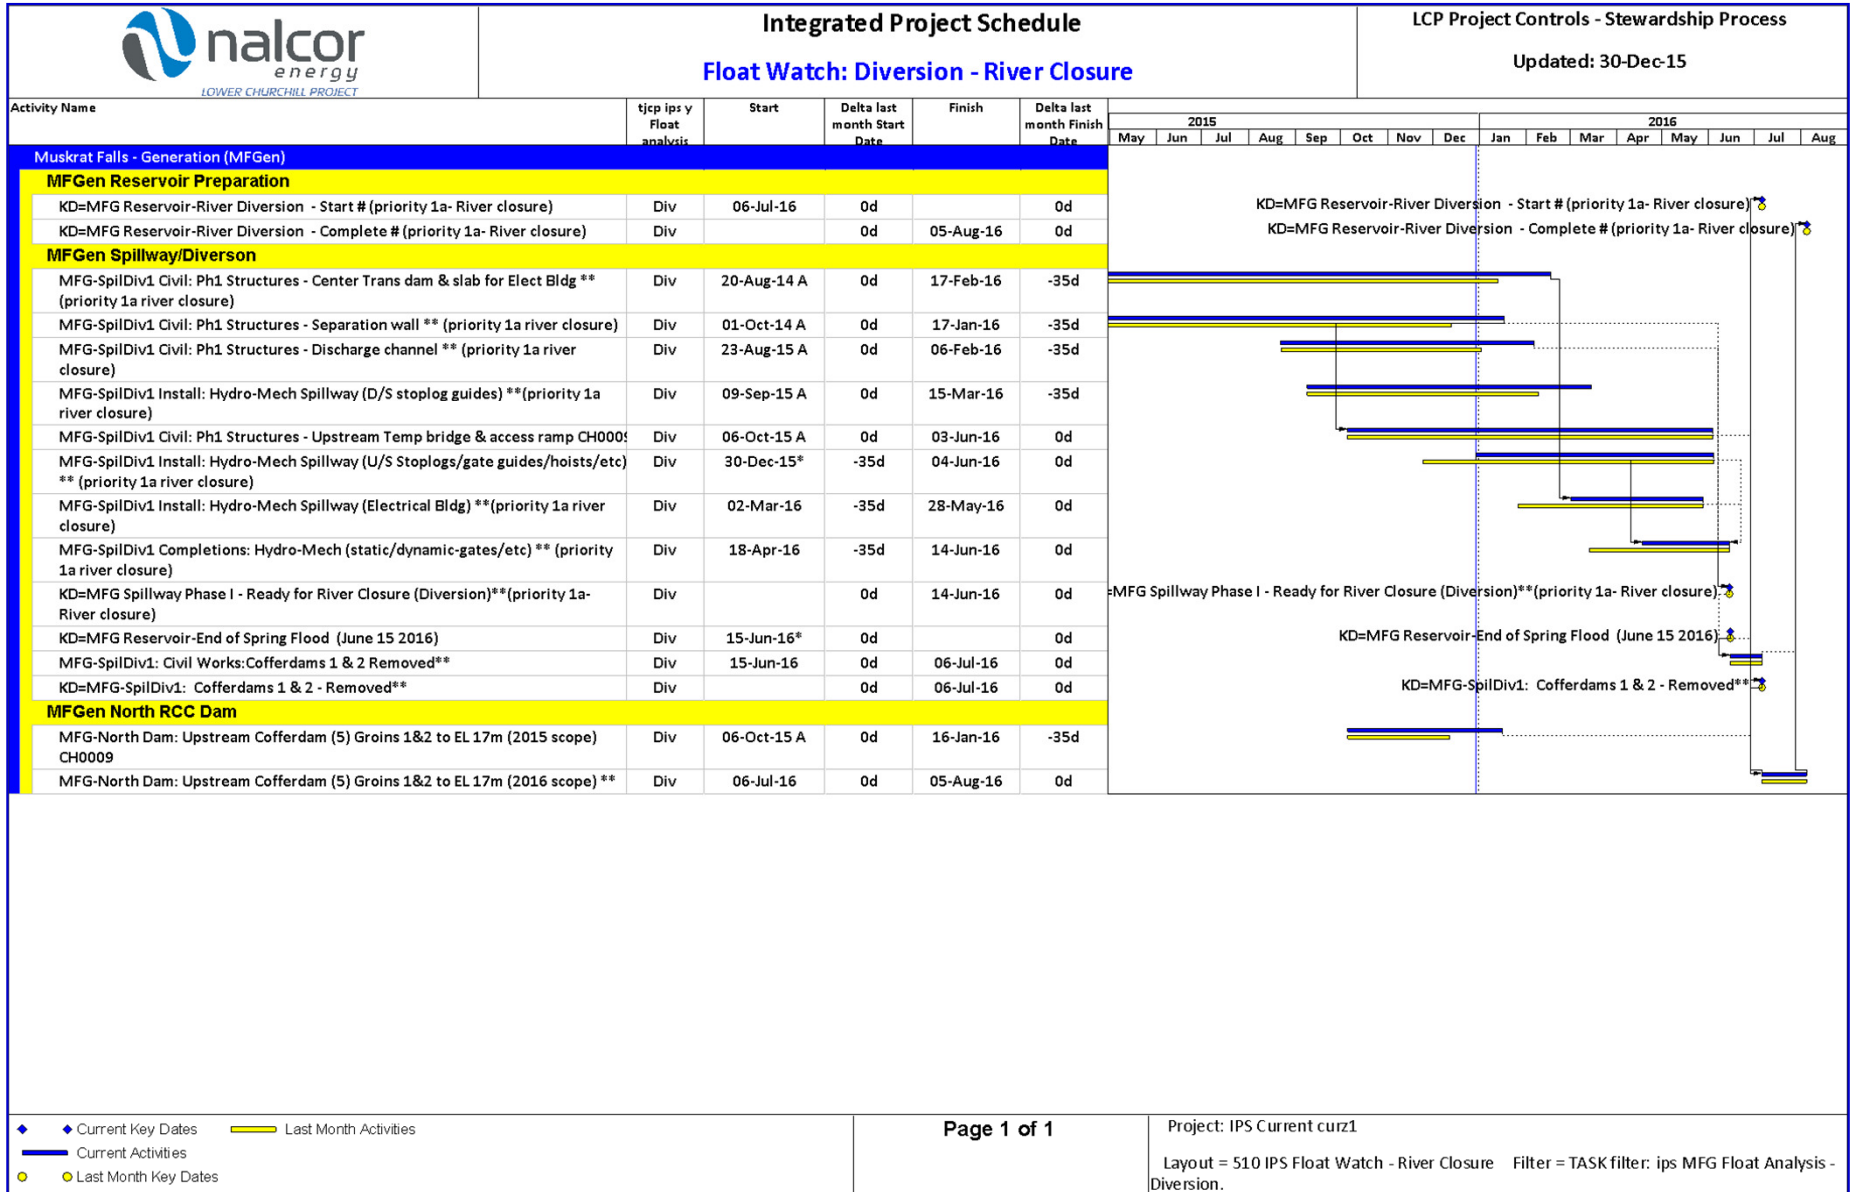 nalcor
energy
LOWER CHURCHILL PROJECT
Integrated Project Schedule
Float Watch: Diversion - River Closure
LCP Project Controls - Stewardship Process
Updated: 30-Dec-15
Activity Name
tjcp ips y Float analysis
Start
Delta last month Start Date
Finish
Delta last month Finish Date
2015 2016
May Jun Jul Aug Sep Oct Nov Dec Jan Feb Mar Apr May Jun Jul Aug
Muskrat Falls - Generation (MFGen)
MFGen Reservoir Preparation
KD=MFG Reservoir-River Diversion - Start # (priority 1a- River closure) Div 06-Jul-16 0d 0d
KD=MFG Reservoir-River Diversion - Start # (priority 1a- River closure)
KD=MFG Reservoir-River Diversion - Complete # (priority 1a- River closure) Div 0d 05-Aug-16 0d
KD=MFG Reservoir-River Diversion - Complete # (priority 1a- River closure)
MFGen Spillway/Diverson
MFG-SpilDiv1 Civil: Ph1 Structures - Center Trans dam & slab for Elect Bldg ** Div 20-Aug-14 A 0d 17-Feb-16 -35d
(priority 1a river closure)
MFG-SpilDiv1 Civil: Ph1 Structures - Separation wall ** (priority 1a river closure) Div 01-Oct-14 A 0d 17-Jan-16 -35d
MFG-SpilDiv1 Civil: Ph1 Structures - Discharge channel ** (priority 1a river Div 23-Aug-15 A 0d 06-Feb-16 -35d
closure)
MFG-SpilDiv1 Install: Hydro-Mech Spillway (D/S stoplog guides) **(priority 1a Div 09-Sep-15 A 0d 15-Mar-16 -35d
river closure)
MFG-SpilDiv1 Civil: Ph1 Structures - Upstream Temp bridge & access ramp CH0009 Div 06-Oct-15 A 0d 03-Jun-16 0d
MFG-SpilDiv1 Install: Hydro-Mech Spillway (U/S Stoplogs/gate guides/hoists/etc) Div 30-Dec-15* -35d 04-Jun-16 0d
** (priority 1a river closure)
MFG-SpilDiv1 Install: Hydro-Mech Spillway (Electrical Bldg) **(priority 1a river Div 02-Mar-16 -35d 28-May-16 0d
closure)
MFG-SpilDiv1 Completions: Hydro-Mech (static/dynamic-gates/etc) ** (priority Div 18-Apr-16 -35d 14-Jun-16 0d
1a river closure)
KD=MFG Spillway Phase I - Ready for River Closure (Diversion)**(priority 1a- Div 0d 14-Jun-16 0d
River closure)
=MFG Spillway Phase I - Ready for River Closure (Diversion)**(priority 1a- River closure)
KD=MFG Reservoir-End of Spring Flood (June 15 2016) Div 15-Jun-16* 0d 0d
KD=MFG Reservoir-End of Spring Flood (June 15 2016)
MFG-SpilDiv1: Civil Works:Cofferdams 1 & 2 Removed** Div 15-Jun-16 0d 06-Jul-16 0d
KD=MFG-SpilDiv1: Cofferdams 1 & 2 - Removed** Div 0d 06-Jul-16 0d
KD=MFG-SpilDiv1: Cofferdams 1 & 2 - Removed**
MFGen North RCC Dam
MFG-North Dam: Upstream Cofferdam (5) Groins 1&2 to EL 17m (2015 scope) Div 06-Oct-15 A 0d 16-Jan-16 -35d
CH0009
MFG-North Dam: Upstream Cofferdam (5) Groins 1&2 to EL 17m (2016 scope) ** Div 06-Jul-16 0d 05-Aug-16 0d
Current Key Dates Last Month Activities
Current Activities
Last Month Key Dates
Page 1 of 1
Project: IPS Current curz1
Layout = 510 IPS Float Watch - River Closure Filter = TASK filter: ips MFG Float Analysis -
Diversion.